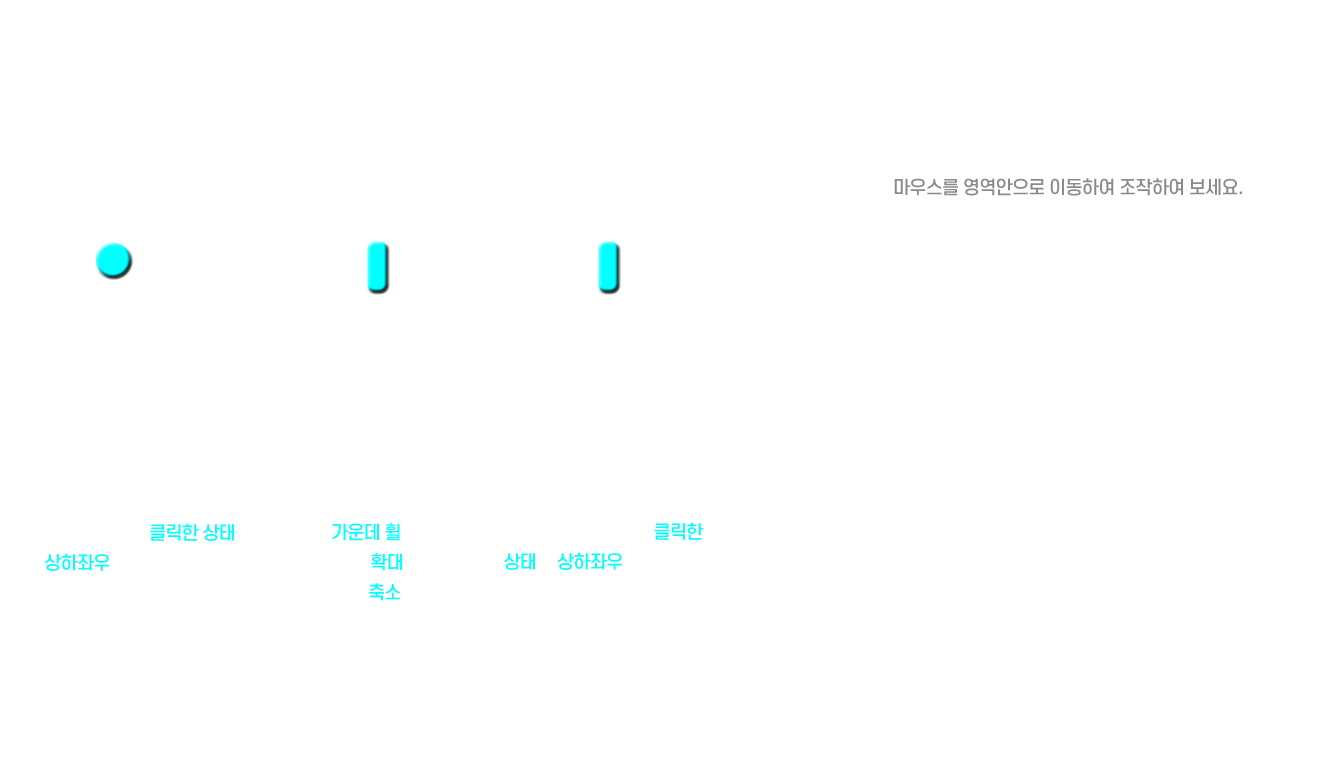 마우스를 영역안으로 이동하여 조작하여 보세요.
클릭한 상태
상하좌우
가운데 휠
확대
축소
클릭한
상태 상하좌우